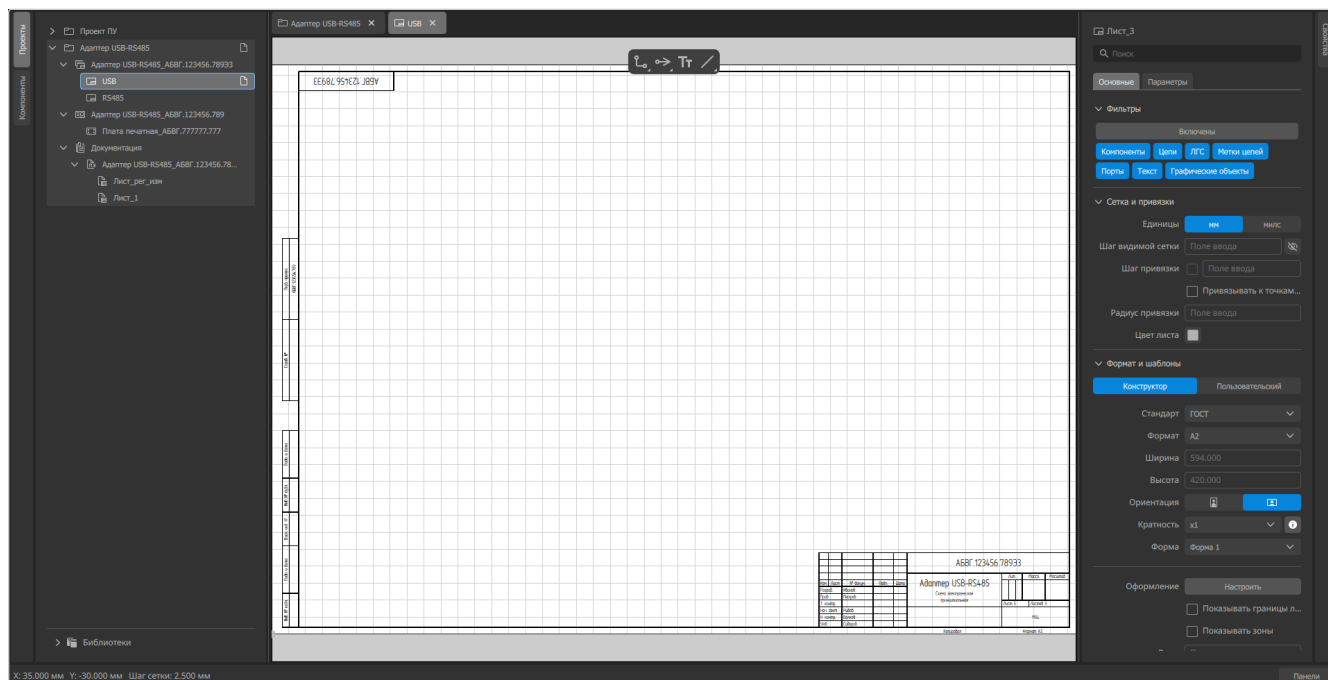 Проекты
Компоненты
Проект ПУ
Адаптер USB-RS485
Адаптер USB-RS485_АБВГ.123456.78933
USB
RS485
Адаптер USB-RS485_АБВГ.123456.789
Плата печатная_АБВГ.777777.777
Документация
Адаптер USB-RS485_АБВГ.123456.78...
Лист_рег_изм
Лист_1
Библиотеки
Адаптер USB-RS485
USB
АБВГ.123456.78933
АБВГ.123456.78933
Адаптер USB-RS485
Схема электрическая
принципиальная
Копировал
Формат А2
Лист_3
Поиск
Основные
Параметры
Фильтры
Включены
Компоненты Цепи ЛГС Метки цепей
Порты Текст Графические объекты
Сетка и привязки
Единицы мм милс
Шаг видимой сетки Поле ввода
Шаг привязки Поле ввода
Привязывать к точкам...
Радиус привязки Поле ввода
Цвет листа
Формат и шаблоны
Конструктор Пользовательский
Стандарт ГОСТ
Формат А2
Ширина 594.000
Высота 420.000
Ориентация
Кратность x1
Форма Форма 1
Оформление Настроить
Показывать границы л...
Показывать зоны
Свойства
X: 35.000 мм Y: -30.000 мм Шаг сетки: 2.500 мм
Панели